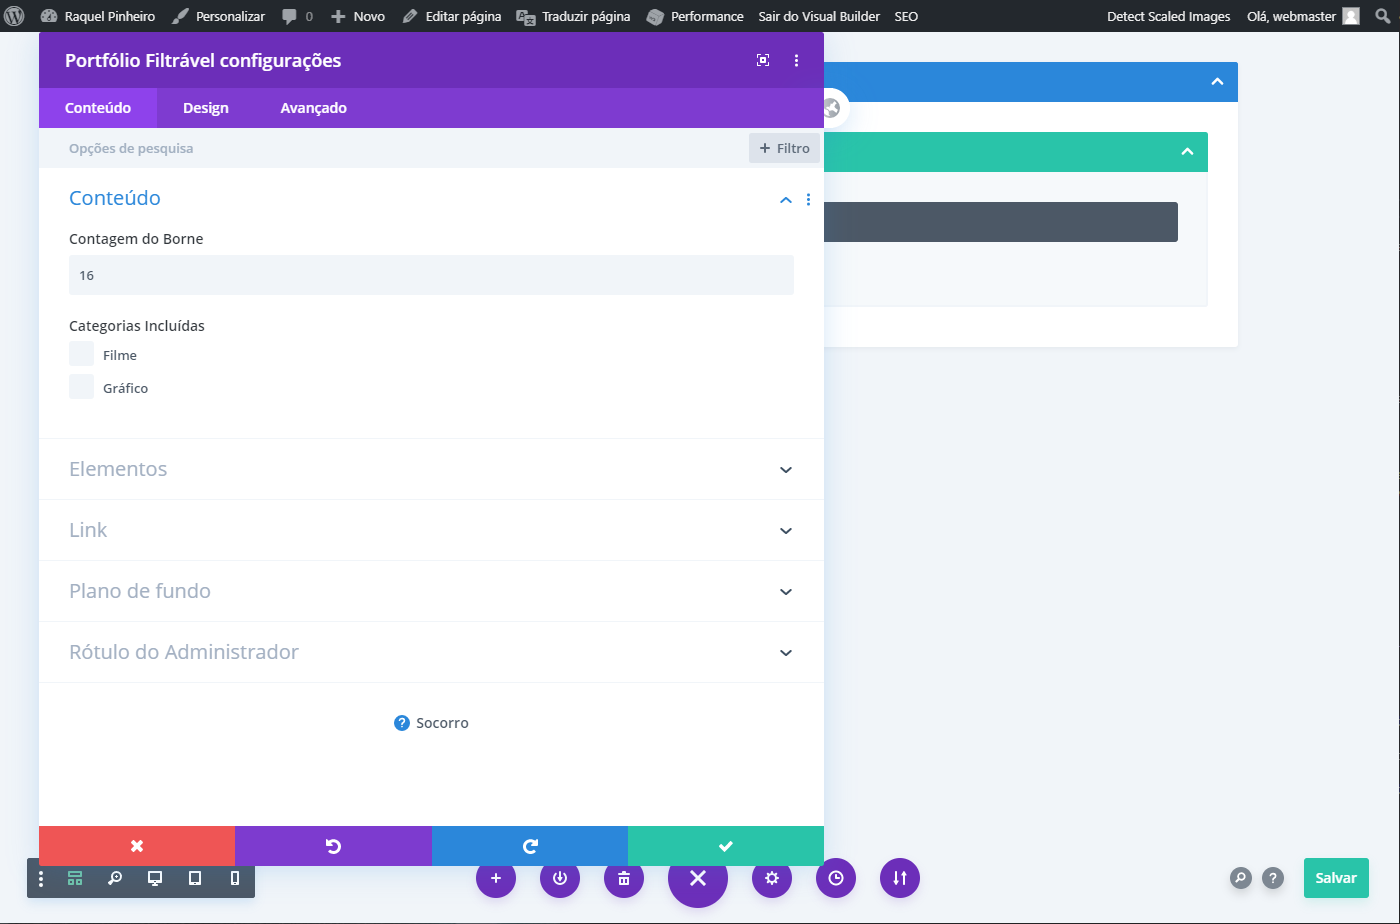 Raquel Pinheiro Personalizar 0 Novo Editar página Traduzir página Performance Sair do Visual Builder SEO Detect Scaled Images Olá, webmaster
Portfólio Filtrável configurações
Conteúdo Design Avançado
Opções de pesquisa + Filtro
Conteúdo
Contagem do Borne
16
Categorias Incluídas
Filme
Gráfico
Elementos
Link
Plano de fundo
Rótulo do Administrador
? Socorro
? Salvar